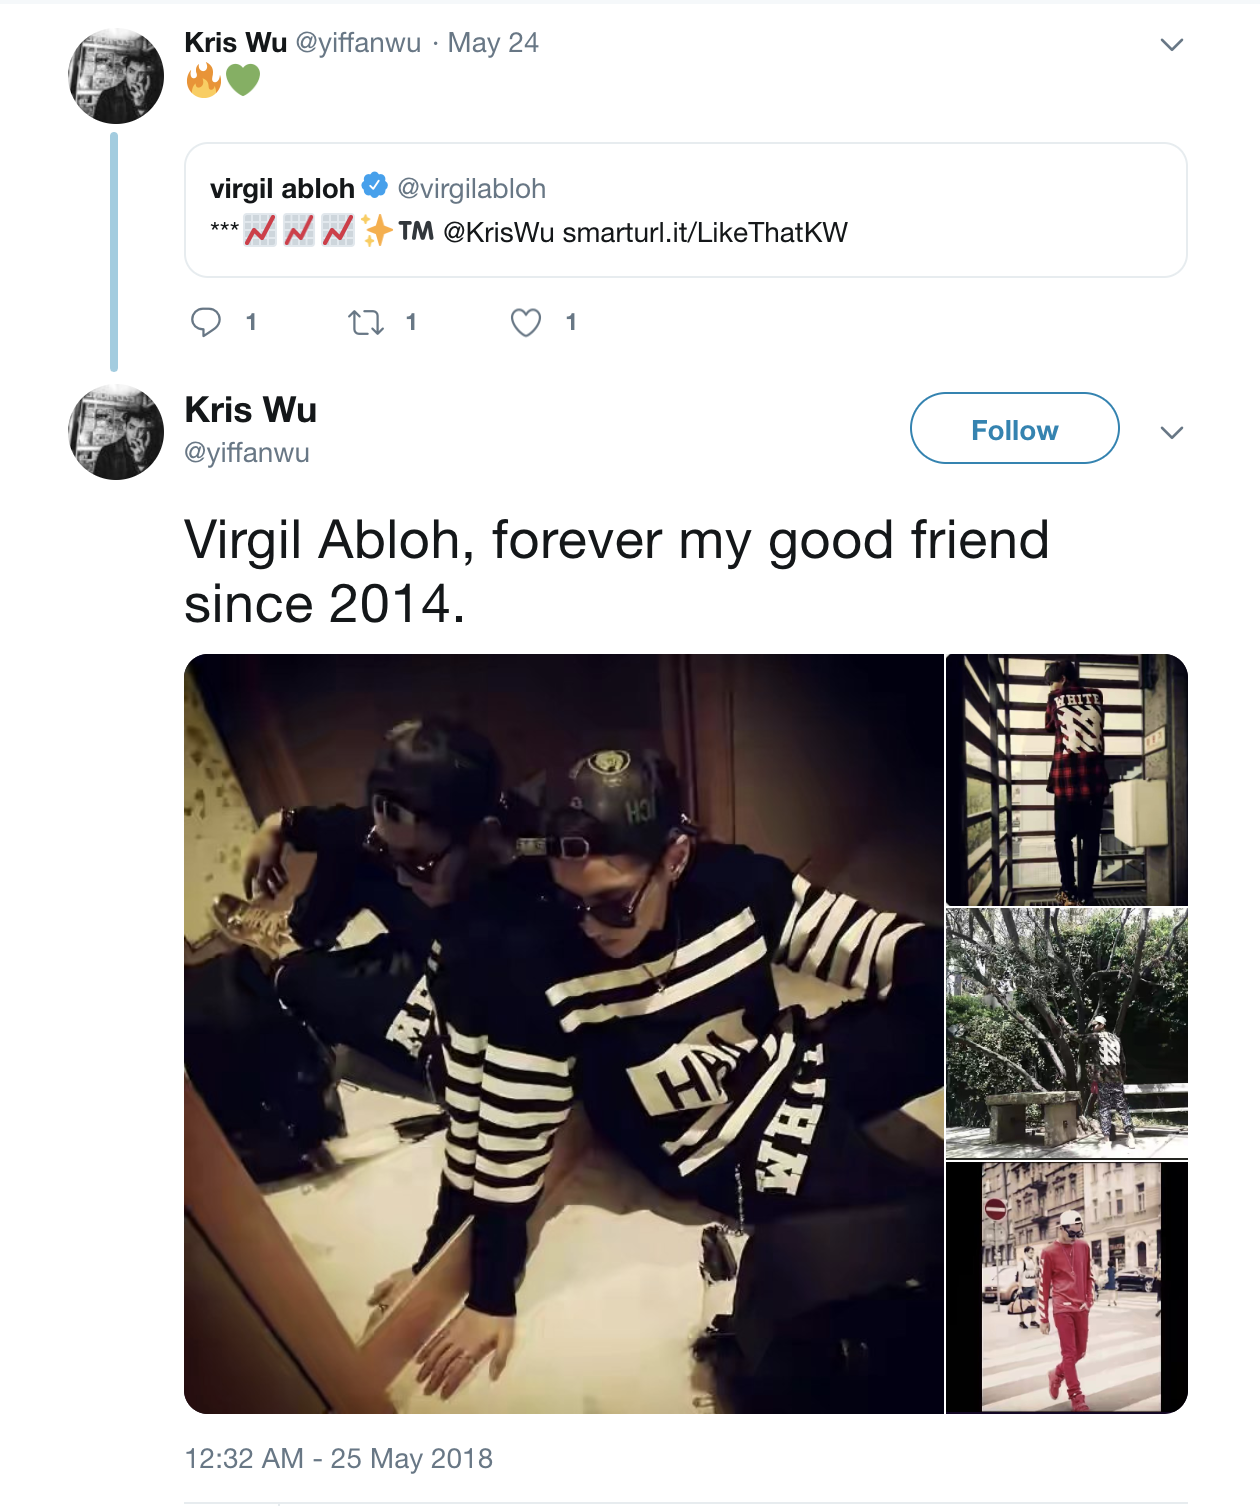 Kris Wu @yiffanwu · May 24
🔥💚
virgil abloh @virgilabloh
***📈📈📈✨™️ @KrisWu smarturl.it/LikeThatKW
1 1 1
Kris Wu
@yiffanwu
Follow
Virgil Abloh, forever my good friend
since 2014.
WHITE
12:32 AM - 25 May 2018